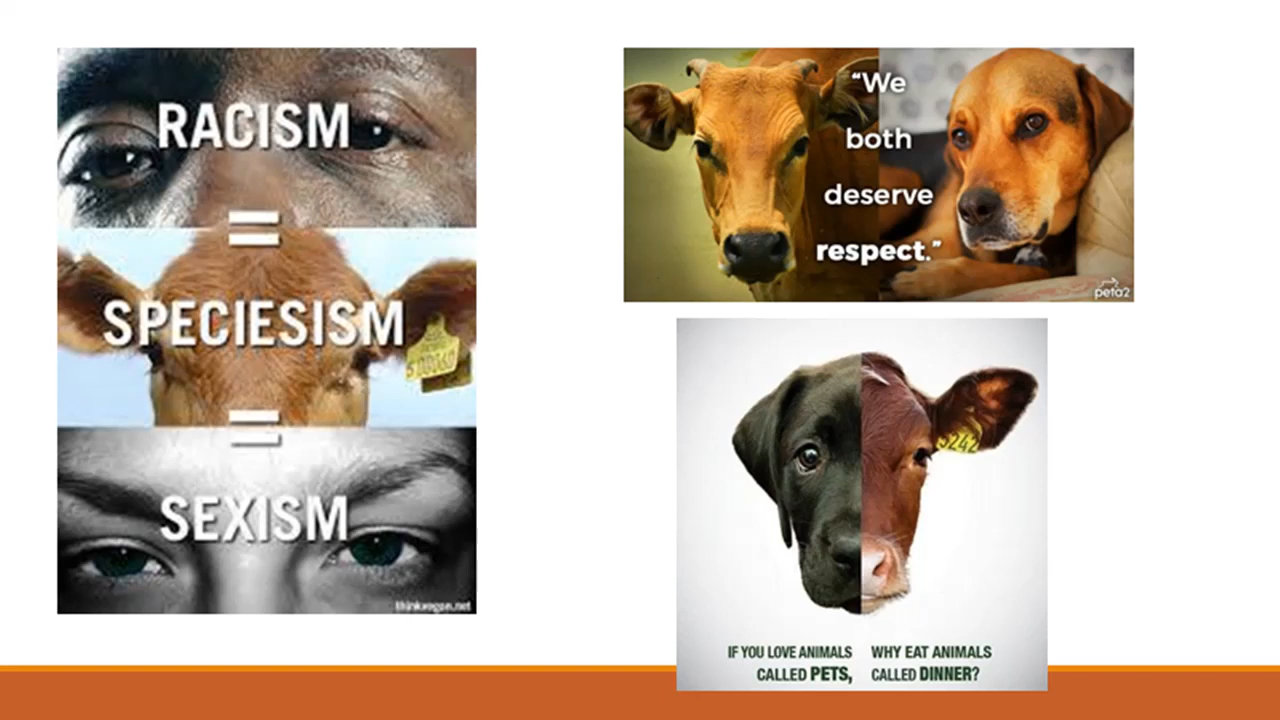 RACISM
=
SPECIESISM
=
SEXISM
thinkvegan.net
“We
both
deserve
respect.”
peta2
5242
IF YOU LOVE ANIMALS
CALLED PETS,
WHY EAT ANIMALS
CALLED DINNER?